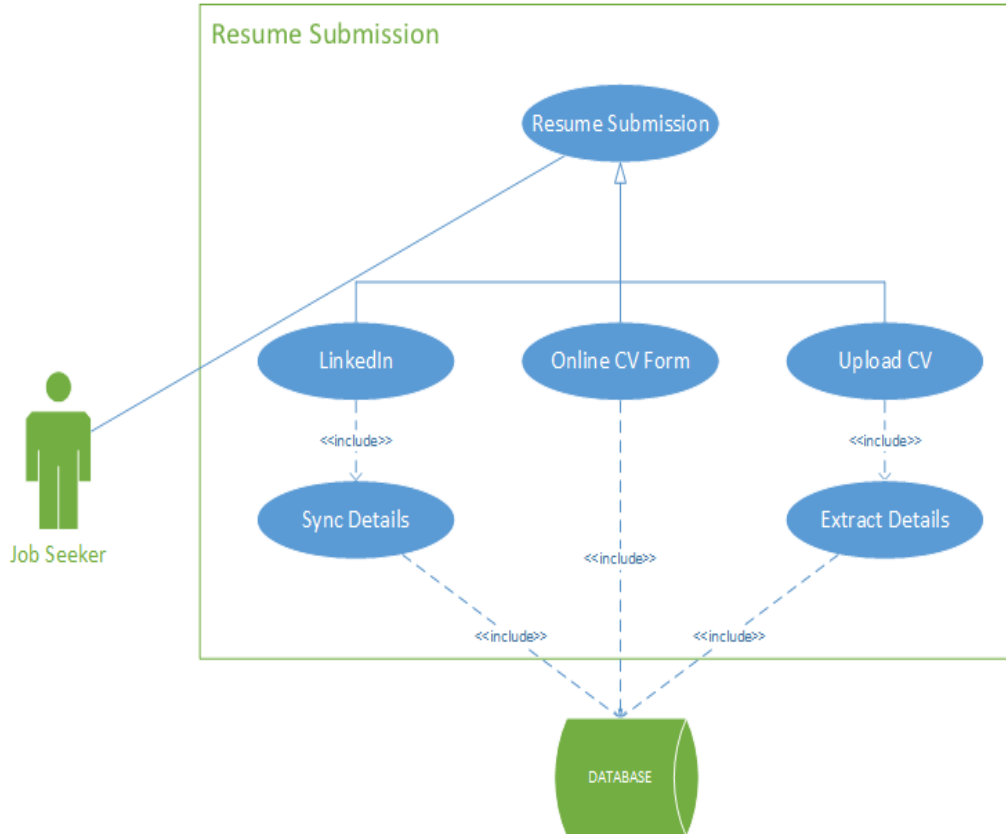 Resume Submission
Resume Submission
LinkedIn
Online CV Form
Upload CV
<<include>>
<<include>>
Sync Details
Extract Details
Job Seeker
<<include>>
<<include>>
<<include>>
DATABASE